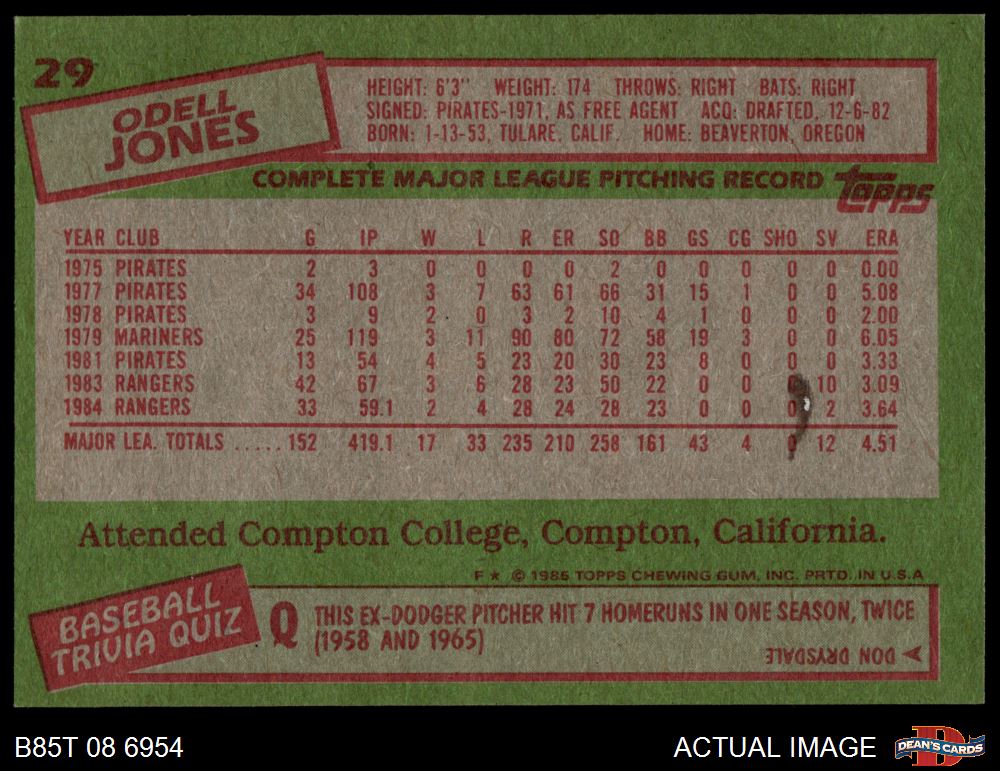 29
ODELL
JONES
HEIGHT: 6'3" WEIGHT: 174 THROWS: RIGHT BATS: RIGHT
SIGNED: PIRATES-1971, AS FREE AGENT ACQ: DRAFTED, 12-6-82
BORN: 1-13-53, TULARE, CALIF. HOME: BEAVERTON, OREGON
COMPLETE MAJOR LEAGUE PITCHING RECORD topps
YEAR CLUB G IP W L R ER SO BB GS CG SHO SV ERA
1975 PIRATES 2 3 0 0 0 0 2 0 0 0 0 0 0.00
1977 PIRATES 34 108 3 7 63 61 66 31 15 1 0 0 5.08
1978 PIRATES 3 9 2 0 3 2 10 4 1 0 0 0 2.00
1979 MARINERS 25 119 3 11 90 80 72 58 19 3 0 0 6.05
1981 PIRATES 13 54 4 5 23 20 30 23 8 0 0 0 3.33
1983 RANGERS 42 67 3 6 28 23 50 22 0 0 0 10 3.09
1984 RANGERS 33 59.1 2 4 28 24 28 23 0 0 0 2 3.64
MAJOR LEA. TOTALS ..... 152 419.1 17 33 235 210 258 161 43 4 0 12 4.51
Attended Compton College, Compton, California.
F ★ © 1985 TOPPS CHEWING GUM, INC. PRTD. IN U.S.A
BASEBALL
TRIVIA QUIZ
Q THIS EX-DODGER PITCHER HIT 7 HOMERUNS IN ONE SEASON, TWICE
(1958 AND 1965)
DON DRYSDALE
B85T 08 6954
ACTUAL IMAGE
D
DEAN'S CARDS